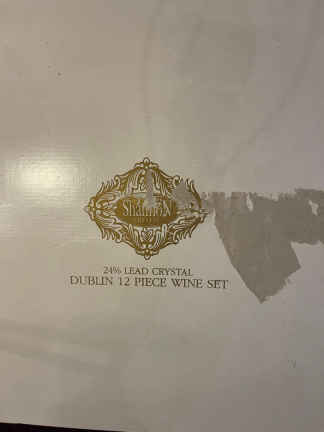 Shannon
24% LEAD CRYSTAL
DUBLIN 12 PIECE WINE SET